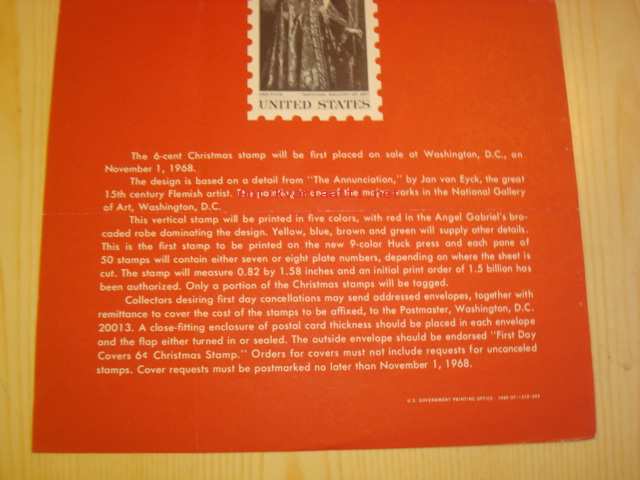 UNITED STATES
The 6-cent Christmas stamp will be first placed on sale at Washington, D.C., on
November 1, 1968.
The design is based on a detail from "The Annunciation," by Jan van Eyck, the great
15th century Flemish artist. The work is one of the major works in the National Gallery
of Art, Washington, D.C.
This vertical stamp will be printed in five colors, with red in the Angel Gabriel's bro-
caded robe dominating the design. Yellow, blue, brown and green will supply other details.
This is the first stamp to be printed on the new 9-color Huck press and each pane of
50 stamps will contain either seven or eight plate numbers, depending on where the sheet is
cut. The stamp will measure 0.82 by 1.58 inches and an initial print order of 1.5 billion has
been authorized. Only a portion of the Christmas stamps will be tagged.
Collectors desiring first day cancellations may send addressed envelopes, together with
remittance to cover the cost of the stamps to be affixed, to the Postmaster, Washington, D.C.
20013. A close-fitting enclosure of postal card thickness should be placed in each envelope
and the flap either turned in or sealed. The outside envelope should be endorsed "First Day
Covers 6¢ Christmas Stamp." Orders for covers must not include requests for uncanceled
stamps. Cover requests must be postmarked no later than November 1, 1968.
U.S. GOVERNMENT PRINTING OFFICE